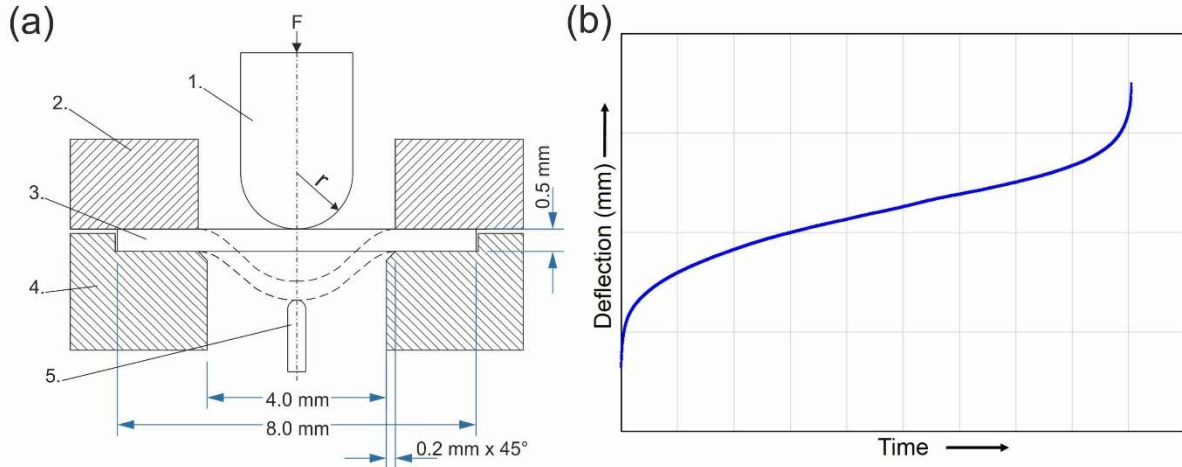 (a)
F
1.
2.
r
3.
0.5 mm
4.
5.
4.0 mm
8.0 mm
0.2 mm x 45°
(b)
Deflection (mm)
Time